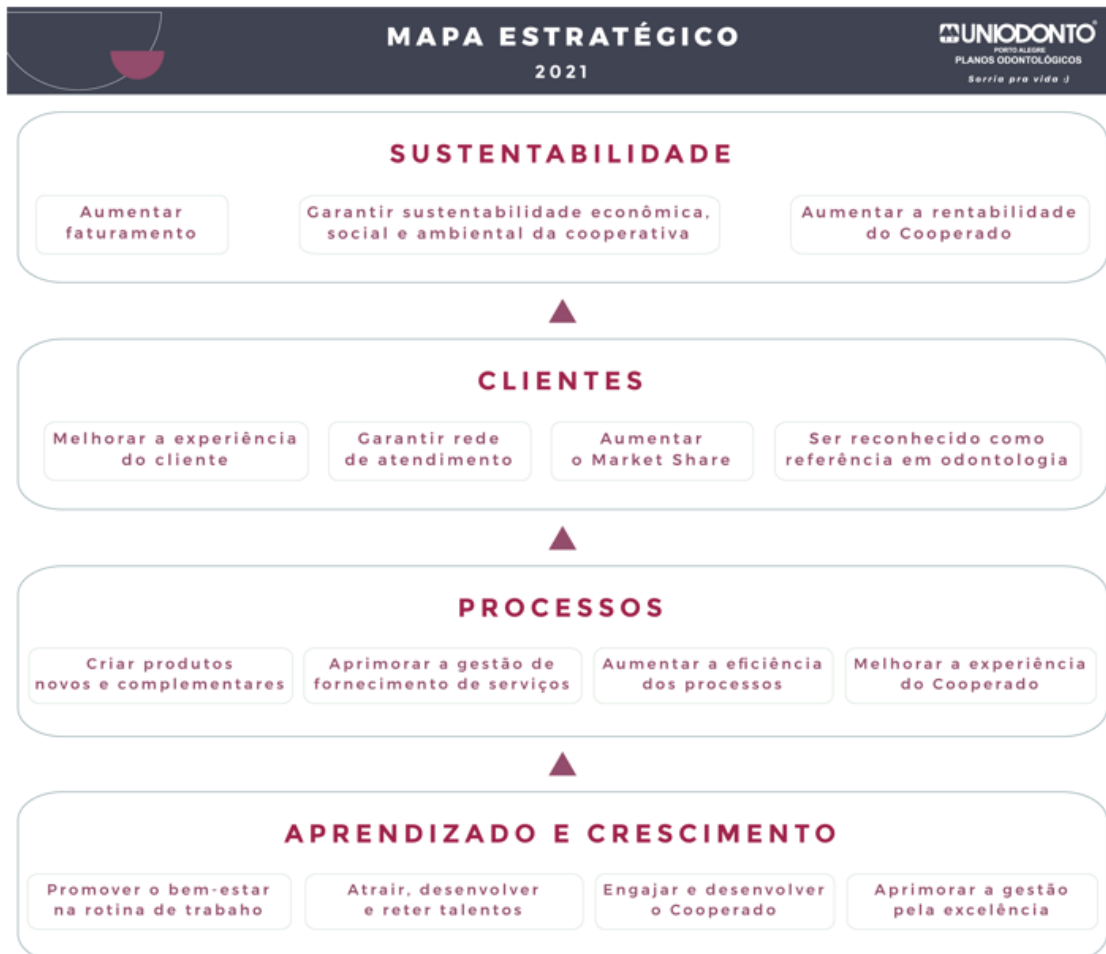 MAPA ESTRATÉGICO
2021
UNIODONTO
PORTO ALEGRE
PLANOS ODONTOLÓGICOS
Sorria pra vida :)
SUSTENTABILIDADE
Aumentar
faturamento
Garantir sustentabilidade econômica,
social e ambiental da cooperativa
Aumentar a rentabilidade
do Cooperado
CLIENTES
Melhorar a experiência
do cliente
Garantir rede
de atendimento
Aumentar
o Market Share
Ser reconhecido como
referência em odontologia
PROCESSOS
Criar produtos
novos e complementares
Aprimorar a gestão de
fornecimento de serviços
Aumentar a eficiência
dos processos
Melhorar a experiência
do Cooperado
APRENDIZADO E CRESCIMENTO
Promover o bem-estar
na rotina de trabaho
Atrair, desenvolver
e reter talentos
Engajar e desenvolver
o Cooperado
Aprimorar a gestão
pela excelência